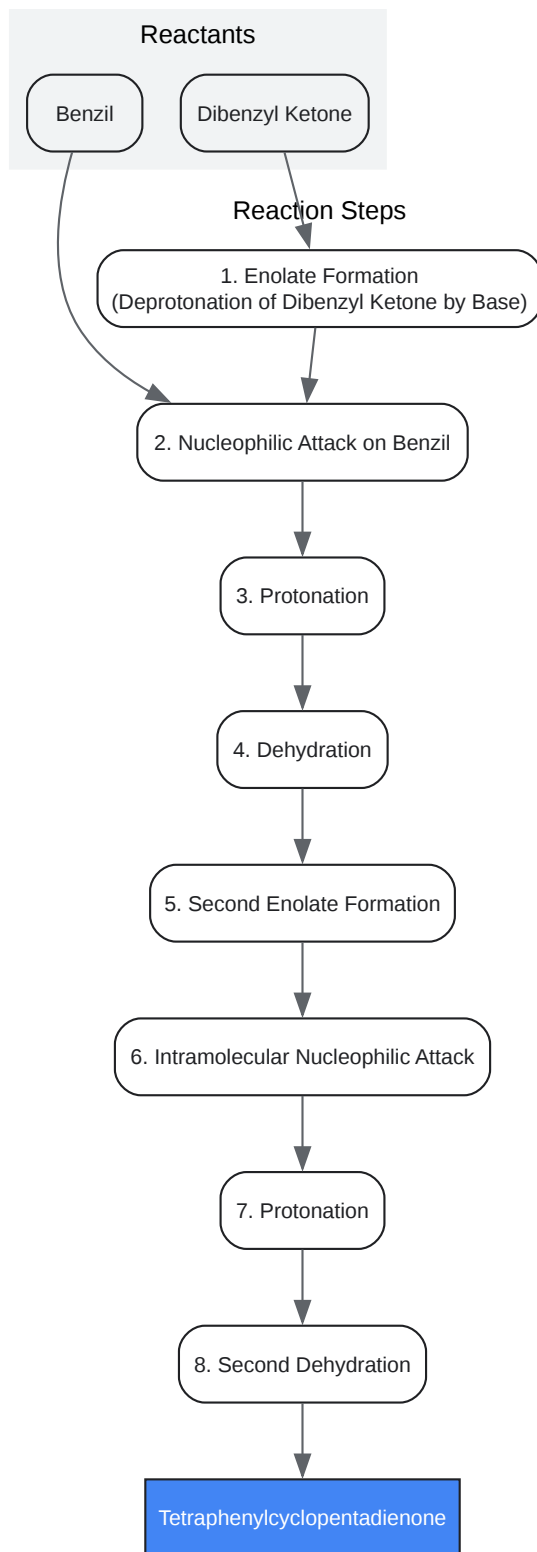 Reactants
Benzil
Dibenzyl Ketone
Reaction Steps
1. Enolate Formation
(Deprotonation of Dibenzyl Ketone by Base)
2. Nucleophilic Attack on Benzil
3. Protonation
4. Dehydration
5. Second Enolate Formation
6. Intramolecular Nucleophilic Attack
7. Protonation
8. Second Dehydration
Tetraphenylcyclopentadienone